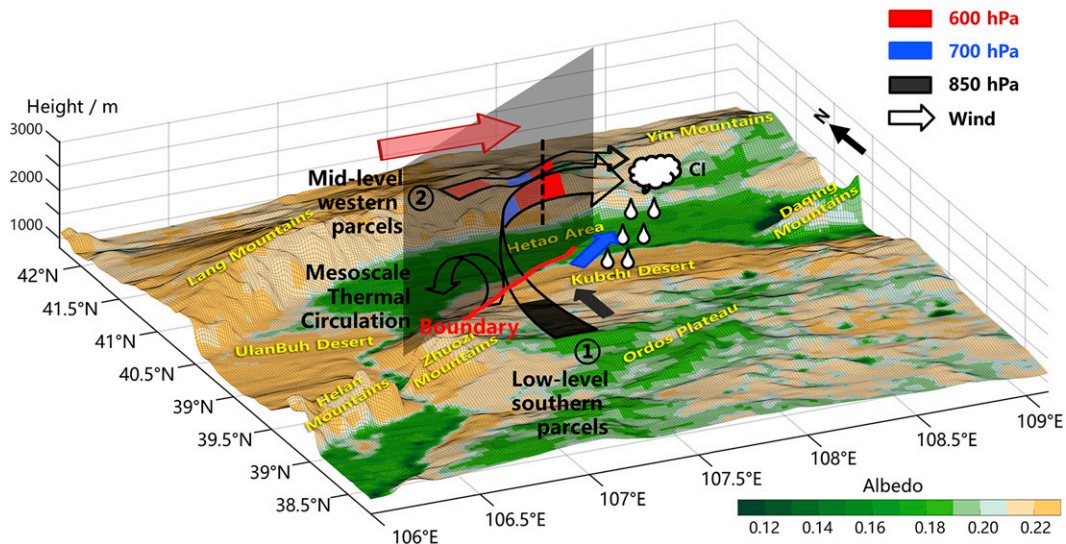 600 hPa
700 hPa
850 hPa
Wind
N
Height / m
3000
2000
1000
Yin Mountains
CI
Mid-level
western
parcels
②
Lang Mountains
Daqing
Mountains
Hetao Area
Kubchi Desert
Mesoscale
Thermal
Circulation
Boundary
UlanBuh Desert
Zhuozi
Mountains
Helan
Mountains
Ordos Plateau
①
Low-level
southern
parcels
42°N
41.5°N
41°N
40.5°N
39°N
39.5°N
39°N
38.5°N
106°E
106.5°E
107°E
107.5°E
108°E
108.5°E
109°E
Albedo
0.12 0.14 0.16 0.18 0.20 0.22